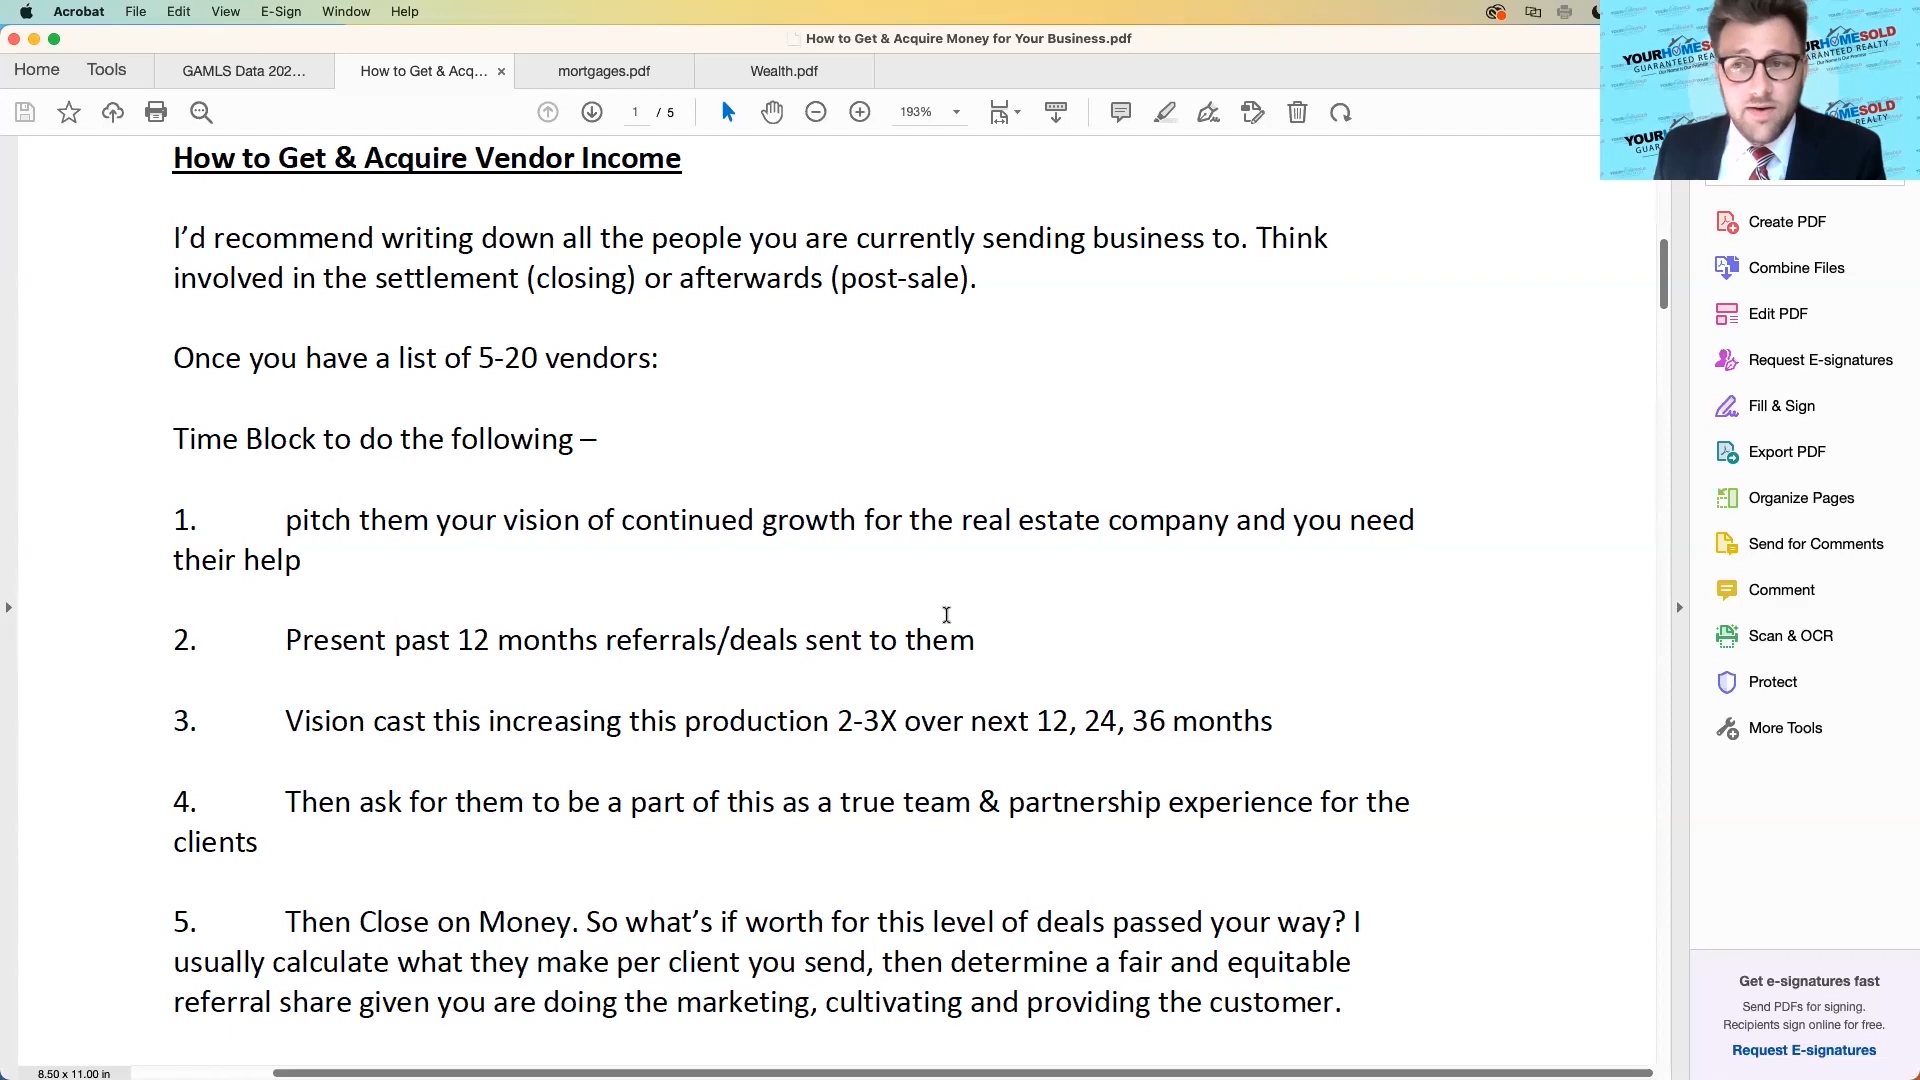 Acrobat File Edit View E-Sign Window Help
How to Get & Acquire Money for Your Business.pdf
Home Tools GAMLS Data 202... How to Get & Acq... × mortgages.pdf Wealth.pdf
1 / 5 193%
How to Get & Acquire Vendor Income
I’d recommend writing down all the people you are currently sending business to. Think
involved in the settlement (closing) or afterwards (post-sale).
Once you have a list of 5-20 vendors:
Time Block to do the following –
1. pitch them your vision of continued growth for the real estate company and you need
their help
2. Present past 12 months referrals/deals sent to them
3. Vision cast this increasing this production 2-3X over next 12, 24, 36 months
4. Then ask for them to be a part of this as a true team & partnership experience for the
clients
5. Then Close on Money. So what’s if worth for this level of deals passed your way? I
usually calculate what they make per client you send, then determine a fair and equitable
referral share given you are doing the marketing, cultivating and providing the customer.
8.50 x 11.00 in
YOURHOMESOLD
GUARANTEED REALTY
Create PDF
Combine Files
Edit PDF
Request E-signatures
Fill & Sign
Export PDF
Organize Pages
Send for Comments
Comment
Scan & OCR
Protect
More Tools
Get e-signatures fast
Send PDFs for signing.
Recipients sign online for free.
Request E-signatures